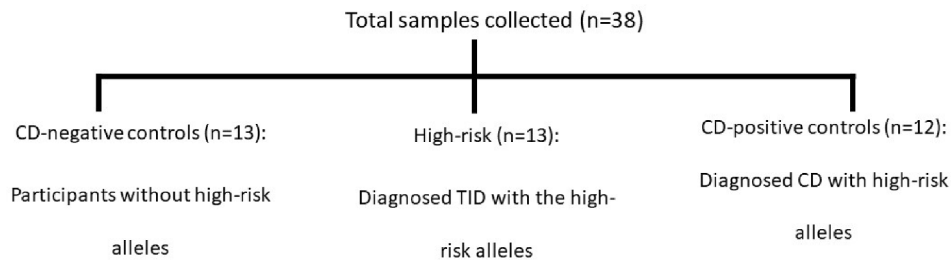 Total samples collected (n=38)
CD-negative controls (n=13):
Participants without high-risk
alleles
High-risk (n=13):
Diagnosed TID with the high-
risk alleles
CD-positive controls (n=12):
Diagnosed CD with high-risk
alleles